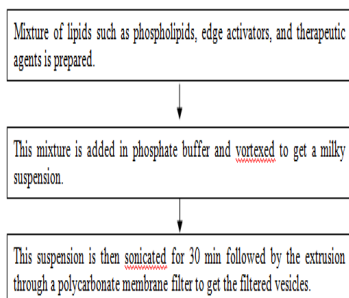 Mixture of lipids such as phospholipids, edge activators, and therapeutic
agents is prepared.
This mixture is added in phosphate buffer and vortexed to get a milky
suspension.
This suspension is then sonicated for 30 min followed by the extrusion
through a polycarbonate membrane filter to get the filtered vesicles.